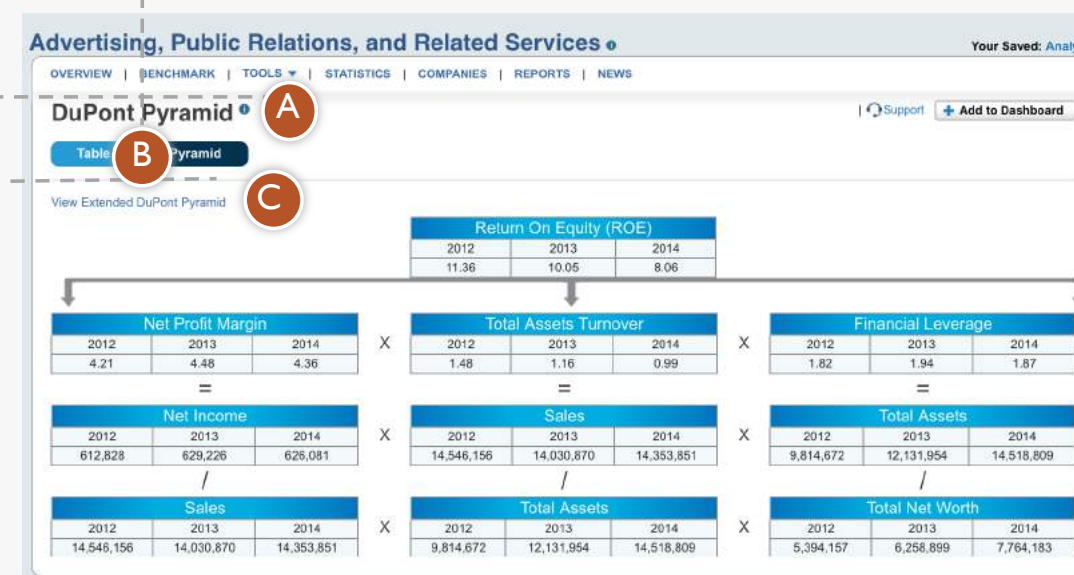 Advertising, Public Relations, and Related Services
Your Saved: Analy
OVERVIEW | BENCHMARK | TOOLS | STATISTICS | COMPANIES | REPORTS | NEWS
DuPont Pyramid A
| Support + Add to Dashboard
Table B Pyramid
View Extended DuPont Pyramid C
Return On Equity (ROE)
2012 2013 2014
11.36 10.05 8.06
Net Profit Margin Total Assets Turnover Financial Leverage
2012 2013 2014 X 2012 2013 2014 X 2012 2013 2014
4.21 4.48 4.36 1.48 1.16 0.99 1.82 1.94 1.87
= = =
Net Income Sales Total Assets
2012 2013 2014 X 2012 2013 2014 X 2012 2013 2014
612,828 629,226 626,081 14,546,156 14,030,870 14,353,851 9,814,672 12,131,954 14,518,809
/ / /
Sales Total Assets Total Net Worth
2012 2013 2014 X 2012 2013 2014 X 2012 2013 2014
14,546,156 14,030,870 14,353,851 9,814,672 12,131,954 14,518,809 5,394,157 6,258,899 7,764,183